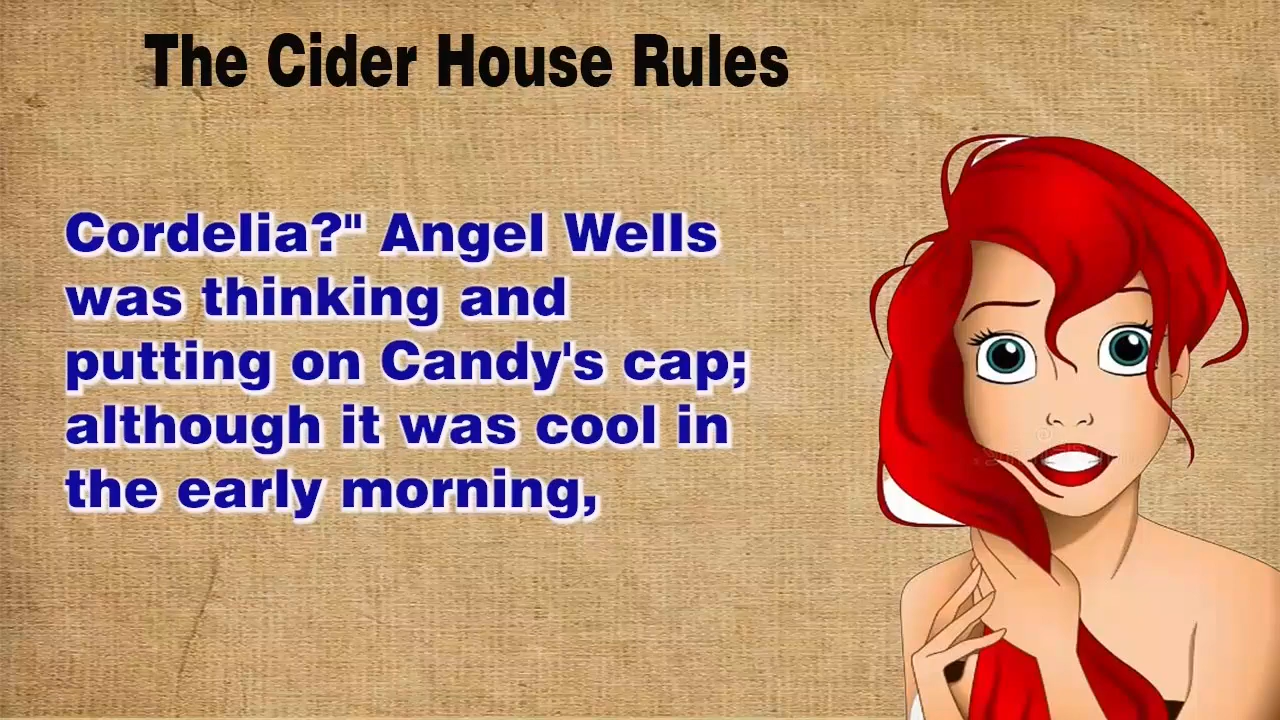 The Cider House Rules
Cordelia?" Angel Wells
was thinking and
putting on Candy's cap;
although it was cool in
the early morning,